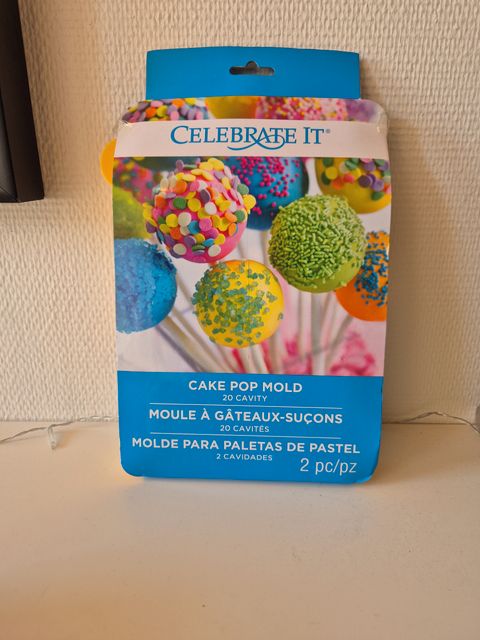 CELEBRATE IT®
CAKE POP MOLD
20 CAVITY
MOULE À GÂTEAUX-SUÇONS
20 CAVITÉS
MOLDE PARA PALETAS DE PASTEL
2 CAVIDADES
2 pc/pz